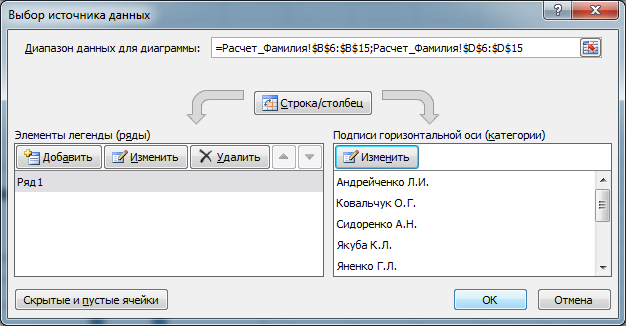 Выбор источника данных
Диапазон данных для диаграммы: =Расчет_Фамилия!$B$6:$B$15;Расчет_Фамилия!$D$6:$D$15
Строка/столбец
Элементы легенды (ряды)
Добавить Изменить Удалить
Ряд1
Подписи горизонтальной оси (категории)
Изменить
Андрейченко Л.И.
Ковальчук О.Г.
Сидоренко А.Н.
Якуба К.Л.
Яненко Г.Л.
Скрытые и пустые ячейки
ОК Отмена